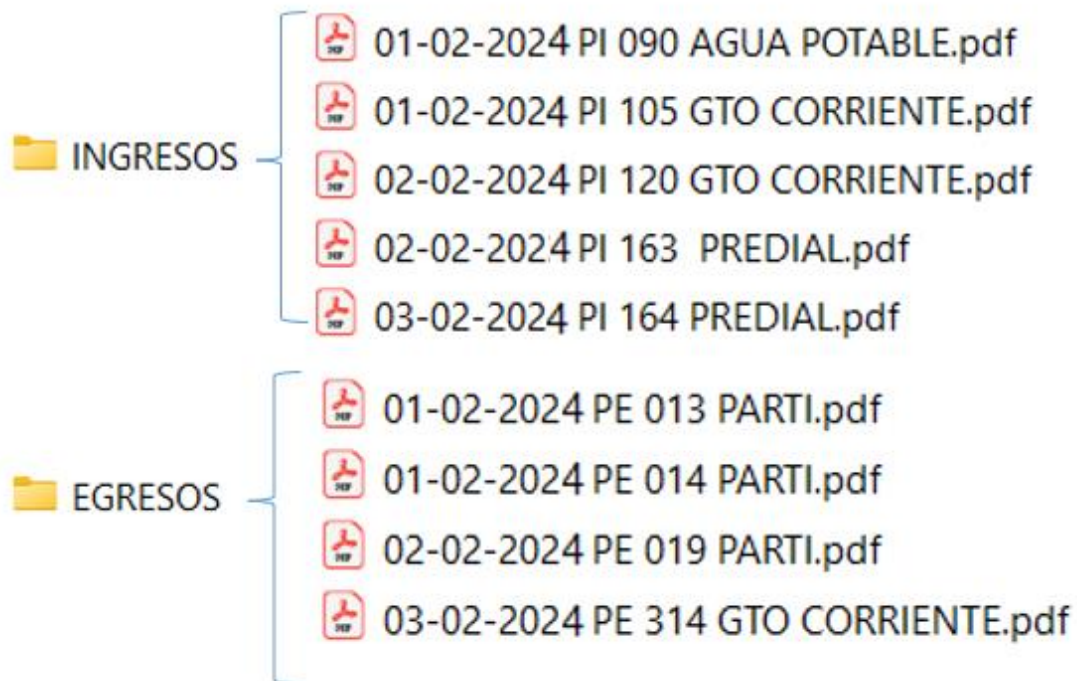 INGRESOS
01-02-2024 PI 090 AGUA POTABLE.pdf
01-02-2024 PI 105 GTO CORRIENTE.pdf
02-02-2024 PI 120 GTO CORRIENTE.pdf
02-02-2024 PI 163  PREDIAL.pdf
03-02-2024 PI 164 PREDIAL.pdf
EGRESOS
01-02-2024 PE 013 PARTI.pdf
01-02-2024 PE 014 PARTI.pdf
02-02-2024 PE 019 PARTI.pdf
03-02-2024 PE 314 GTO CORRIENTE.pdf